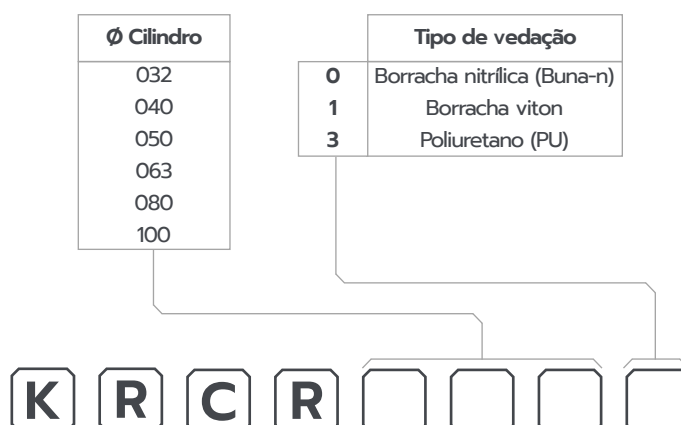 Ø Cilindro
032
040
050
063
080
100
Tipo de vedação
0 Borracha nitrílica (Buna-n)
1 Borracha viton
3 Poliuretano (PU)
K R C R